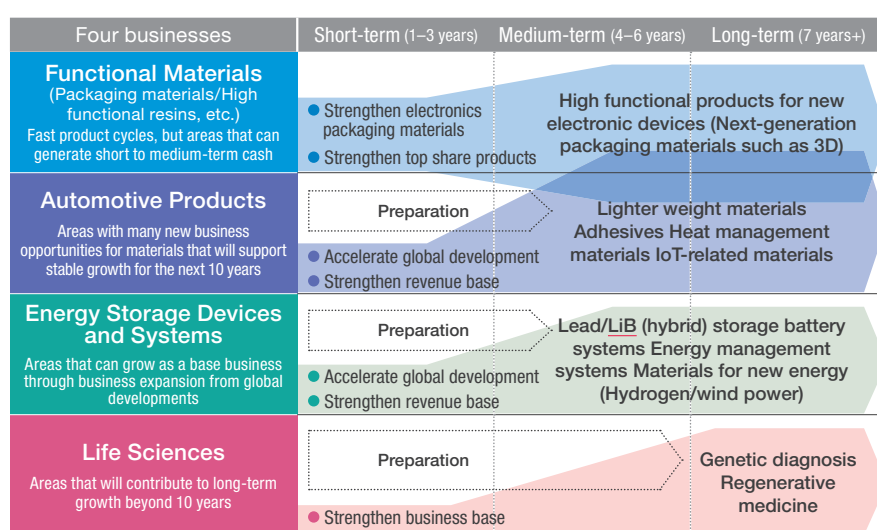 Four businesses
Short-term (1–3 years)
Medium-term (4–6 years)
Long-term (7 years+)
Functional Materials
(Packaging materials/High
functional resins, etc.)
Fast product cycles, but areas that can
generate short to medium-term cash
● Strengthen electronics
packaging materials
● Strengthen top share products
High functional products for new
electronic devices (Next-generation
packaging materials such as 3D)
Automotive Products
Areas with many new business
opportunities for materials that will support
stable growth for the next 10 years
Preparation
● Accelerate global development
● Strengthen revenue base
Lighter weight materials
Adhesives Heat management
materials IoT-related materials
Energy Storage Devices
and Systems
Areas that can grow as a base business
through business expansion from global
developments
Preparation
● Accelerate global development
● Strengthen revenue base
Lead/LiB (hybrid) storage battery
systems Energy management
systems Materials for new energy
(Hydrogen/wind power)
Life Sciences
Areas that will contribute to long-term
growth beyond 10 years
Preparation
● Strengthen business base
Genetic diagnosis
Regenerative
medicine